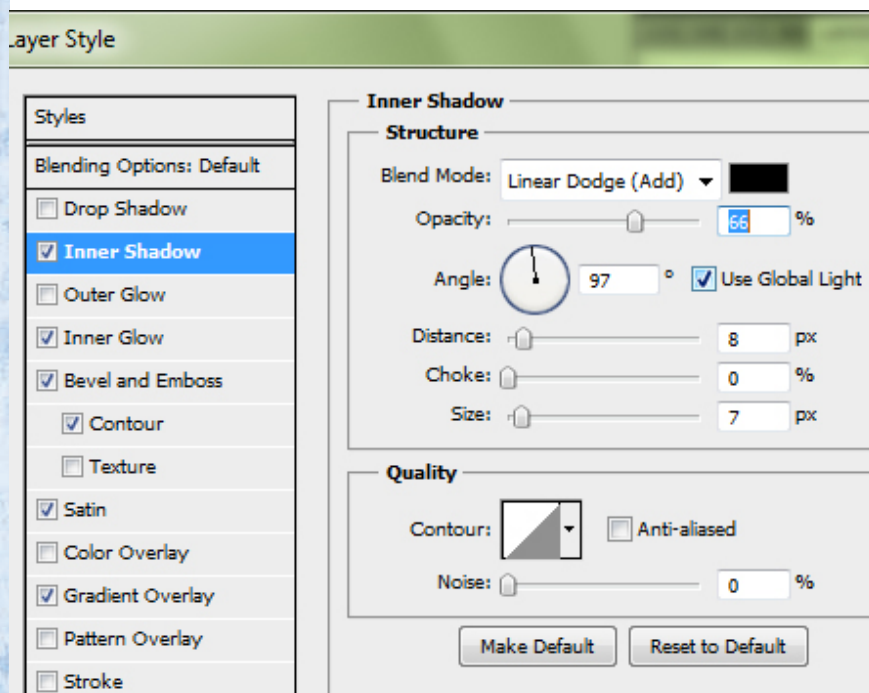 Layer Style
Styles
Blending Options: Default
Drop Shadow
Inner Shadow
Outer Glow
Inner Glow
Bevel and Emboss
Contour
Texture
Satin
Color Overlay
Gradient Overlay
Pattern Overlay
Stroke
Inner Shadow
Structure
Blend Mode: Linear Dodge (Add)
Opacity: 66 %
Angle: 97 ° Use Global Light
Distance: 8 px
Choke: 0 %
Size: 7 px
Quality
Contour: Anti-aliased
Noise: 0 %
Make Default Reset to Default